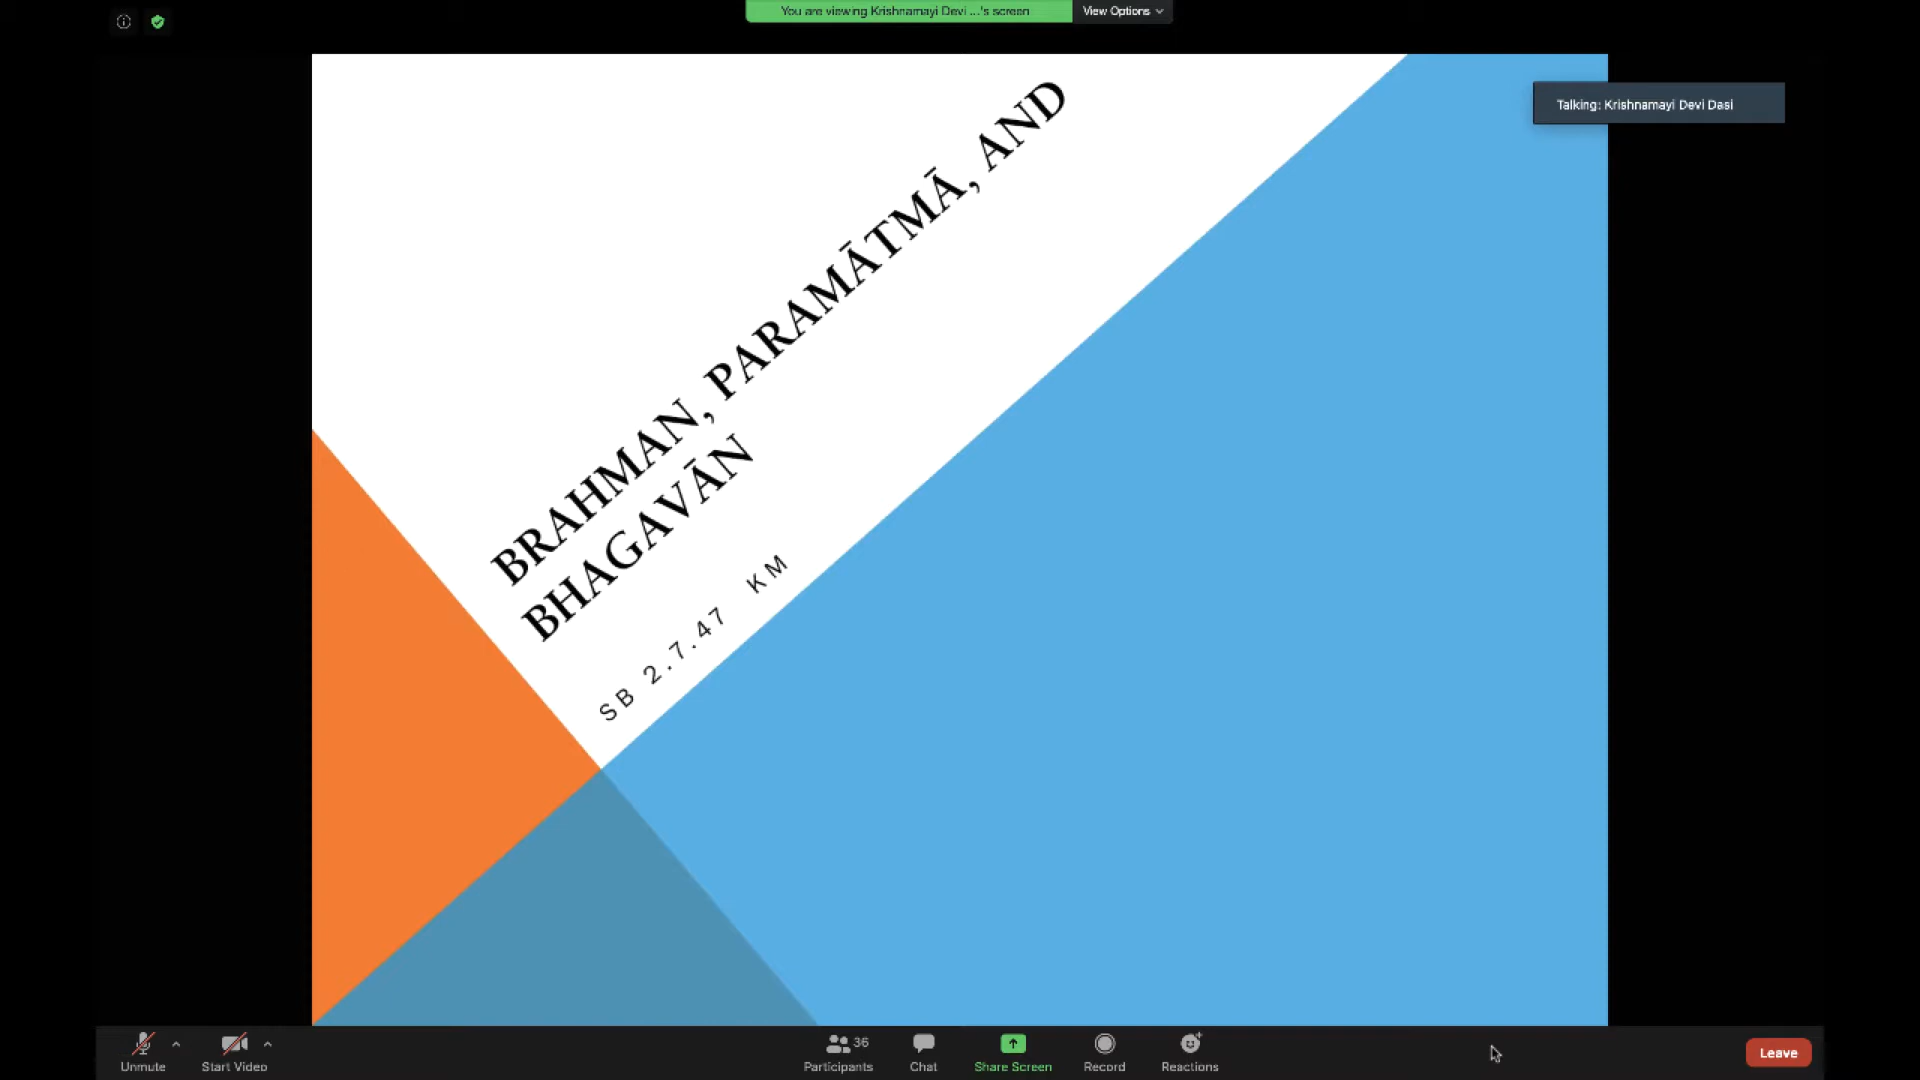 You are viewing Krishnamayi Devi ...'s screen
View Options
Talking: Krishnamayi Devi Dasi
BRAHMAN, PARAMĀTMĀ, AND
BHAGAVĀN
SB 2.7.47 KM
Unmute
Start Video
36
Participants
Chat
Share Screen
Record
Reactions
Leave